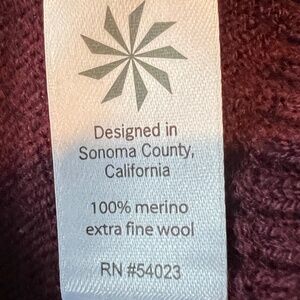 Designed in
Sonoma County,
California
100% merino
extra fine wool
RN #54023